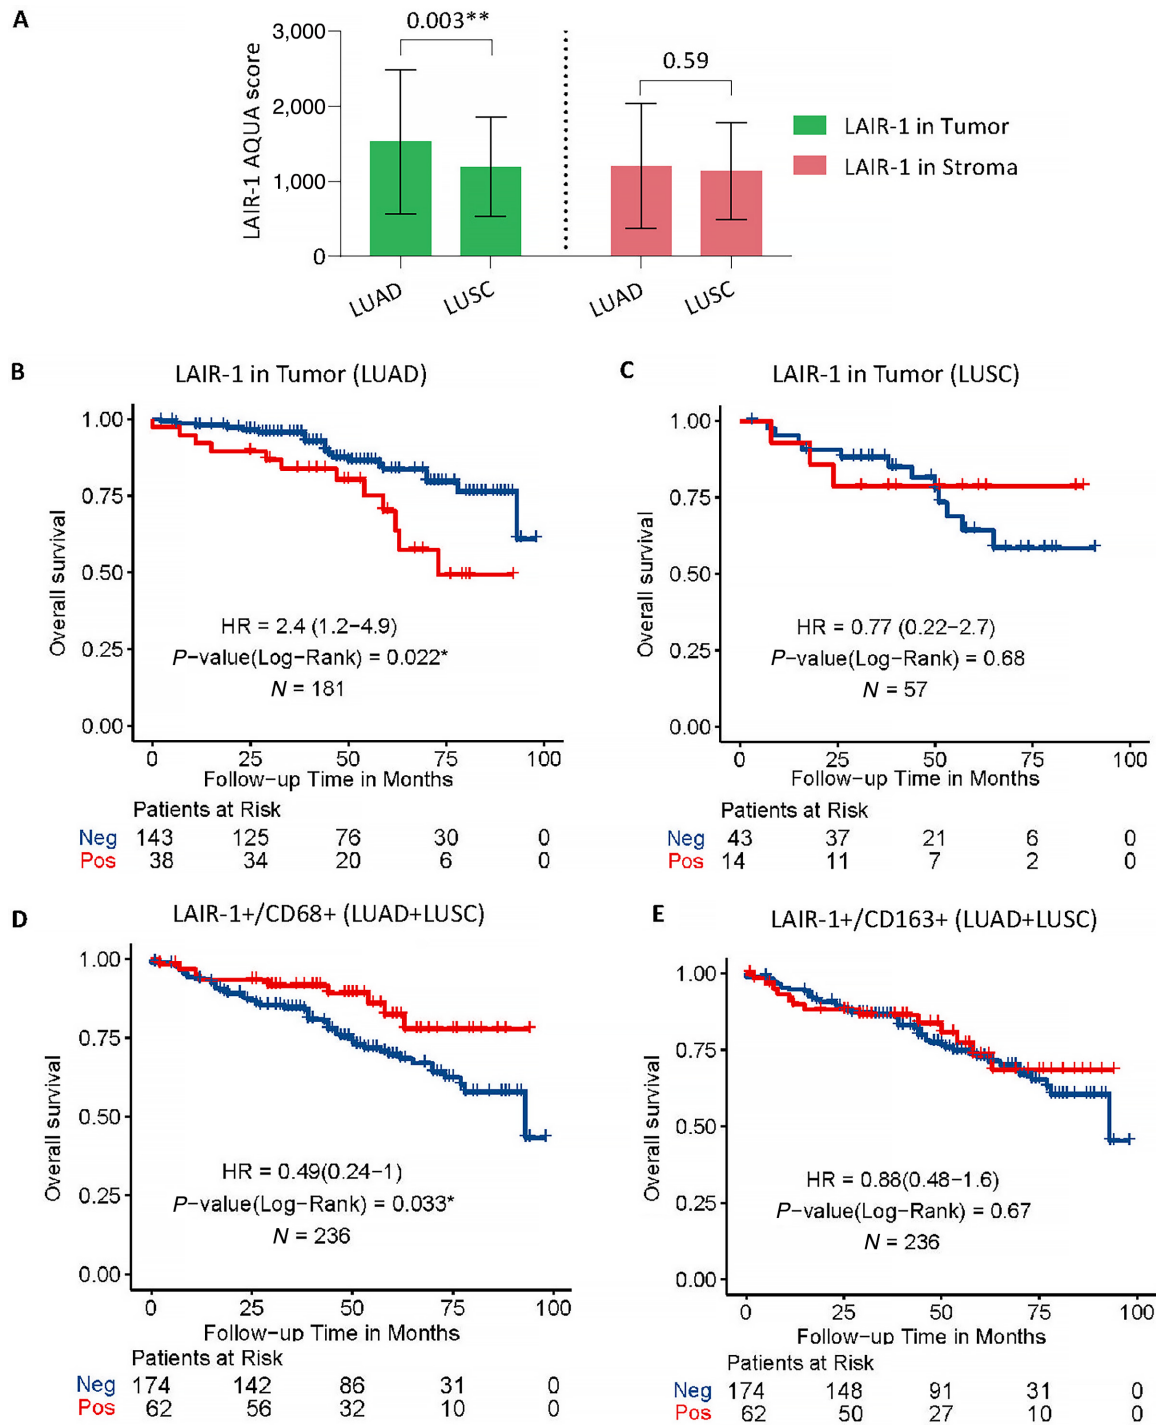 A
0.003**
3,000
2,000
1,000
0
LAIR-1 AQUA score
0.59
LUAD
LUSC
LUAD
LUSC
LAIR-1 in Tumor
LAIR-1 in Stroma
B
LAIR-1 in Tumor (LUAD)
1.00
0.75
0.50
0.25
0.00
Overall survival
HR = 2.4 (1.2−4.9)
P−value(Log−Rank) = 0.022*
N = 181
0 25 50 75 100
Follow−up Time in Months
Patients at Risk
Neg 143 125 76 30 0
Pos 38 34 20 6 0
C
LAIR-1 in Tumor (LUSC)
1.00
0.75
0.50
0.25
0.00
Overall survival
HR = 0.77 (0.22−2.7)
P−value(Log−Rank) = 0.68
N = 57
0 25 50 75 100
Follow−up Time in Months
Patients at Risk
Neg 43 37 21 6 0
Pos 14 11 7 2 0
D
LAIR-1+/CD68+ (LUAD+LUSC)
1.00
0.75
0.50
0.25
0.00
Overall survival
HR = 0.49(0.24−1)
P−value(Log−Rank) = 0.033*
N = 236
0 25 50 75 100
Follow−up Time in Months
Patients at Risk
Neg 174 142 86 31 0
Pos 62 56 32 10 0
E
LAIR-1+/CD163+ (LUAD+LUSC)
1.00
0.75
0.50
0.25
0.00
Overall survival
HR = 0.88(0.48−1.6)
P−value(Log−Rank) = 0.67
N = 236
0 25 50 75 100
Follow−up Time in Months
Patients at Risk
Neg 174 148 91 31 0
Pos 62 50 27 10 0